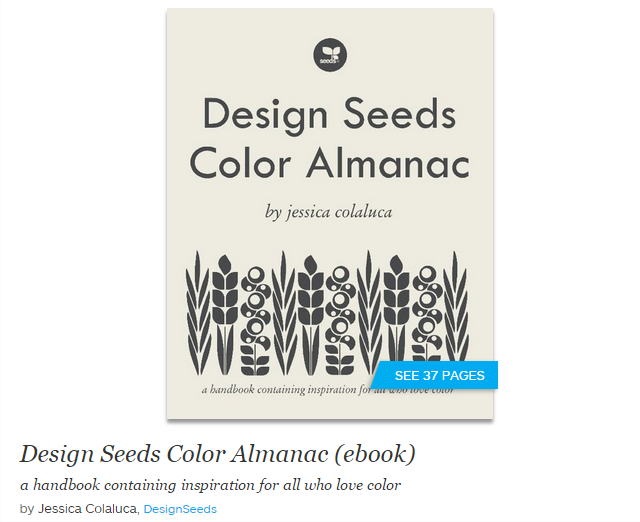 seeds
Design Seeds
Color Almanac
by jessica colaluca
a handbook containing inspiration for all who love color
SEE 37 PAGES
Design Seeds Color Almanac (ebook)
a handbook containing inspiration for all who love color
by Jessica Colaluca, DesignSeeds